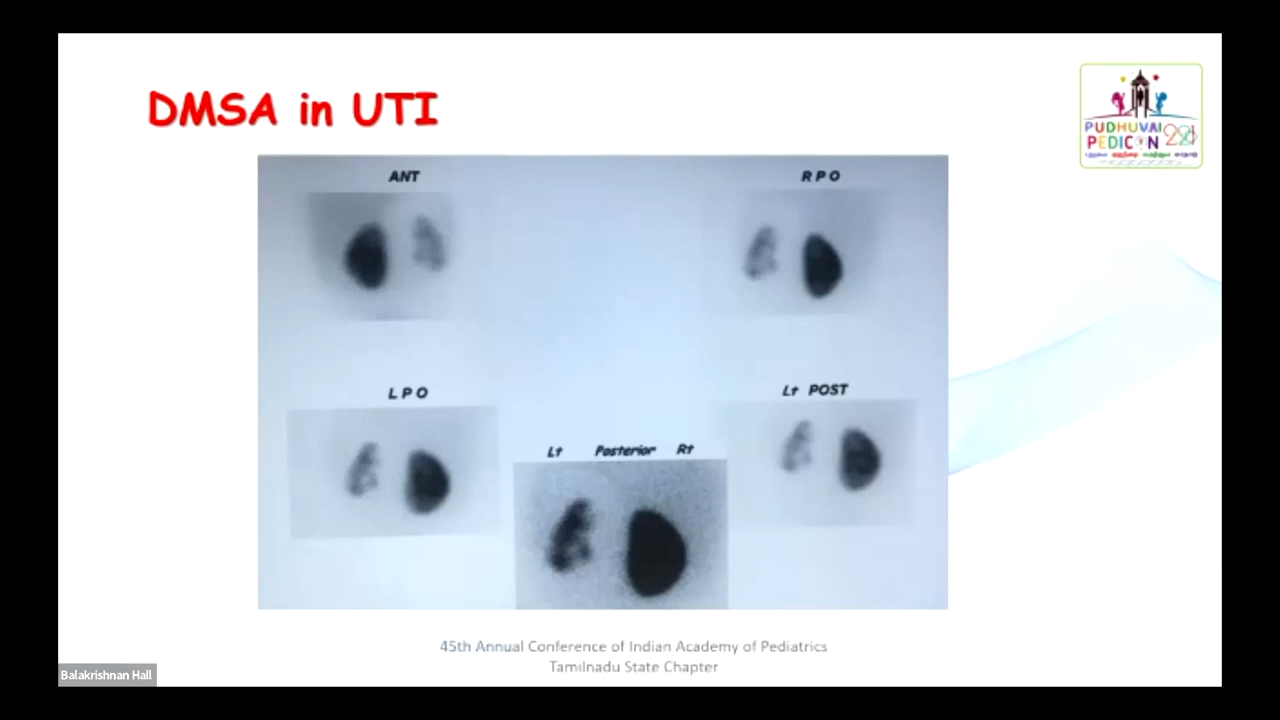 DMSA in UTI
PUDHUVAI
PEDICON
ANT
RPO
LPO
Lt POST
Lt Posterior Rt
45th Annual Conference of Indian Academy of Pediatrics
Tamilnadu State Chapter
Balakrishnan Hall